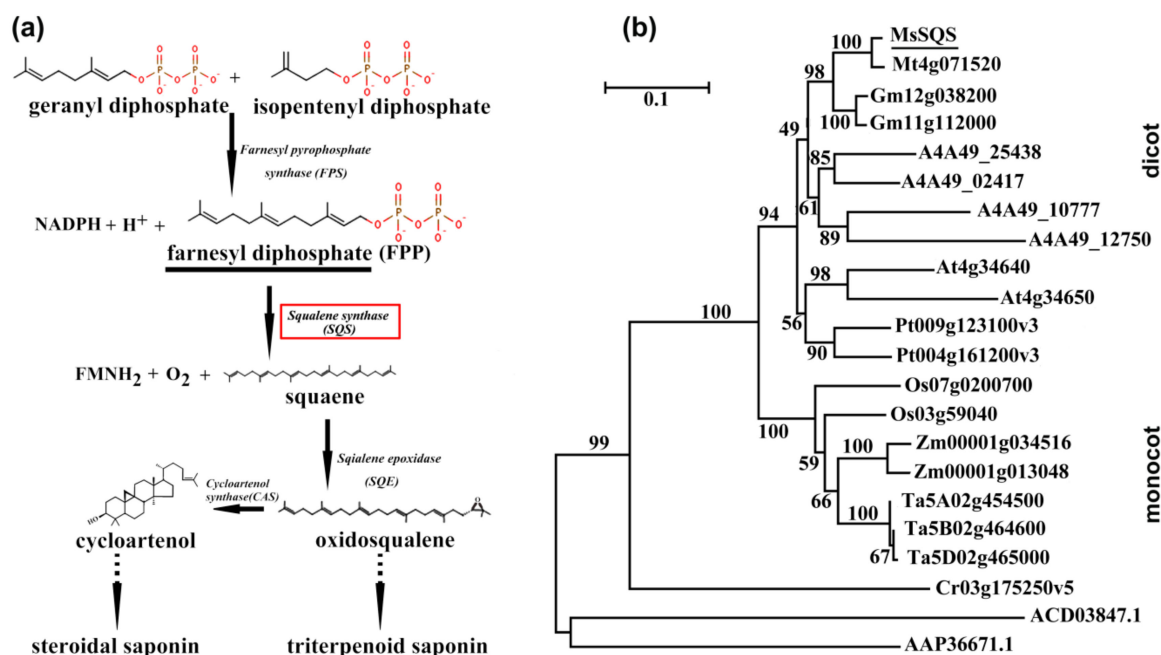 (a)
geranyl diphosphate
+
isopentenyl diphosphate
Farnesyl pyrophosphate
synthase (FPS)
NADPH + H⁺ +
farnesyl diphosphate (FPP)
Squalene synthase
(SQS)
FMNH₂ + O₂ +
squaene
Sqialene epoxidase
(SQE)
Cycloartenol
synthase(CAS)
HO
O
cycloartenol
oxidosqualene
steroidal saponin
triterpenoid saponin
(b)
0.1
MsSQS
Mt4g071520
Gm12g038200
Gm11g112000
A4A49_25438
A4A49_02417
A4A49_10777
A4A49_12750
At4g34640
At4g34650
Pt009g123100v3
Pt004g161200v3
Os07g0200700
Os03g59040
Zm00001g034516
Zm00001g013048
Ta5A02g454500
Ta5B02g464600
Ta5D02g465000
Cr03g175250v5
ACD03847.1
AAP36671.1
100
98
100
49
85
61
89
94
98
56
90
100
100
59
100
66
100
67
99
dicot
monocot